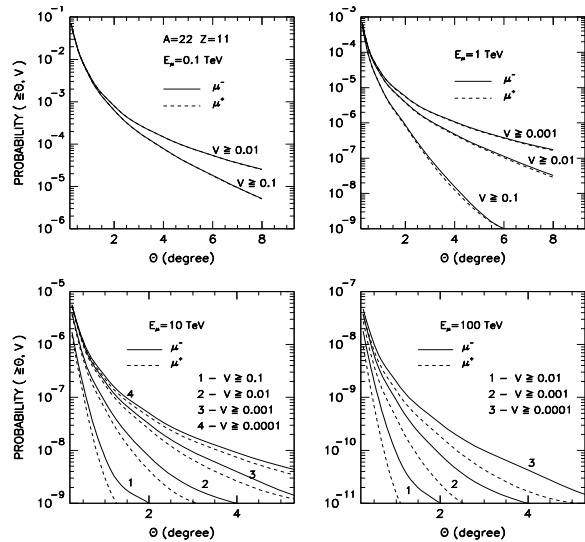 10⁻¹
10⁻²
10⁻³
10⁻⁴
10⁻⁵
10⁻⁶
PROBABILITY (≧Θ, V)
A=22 Z=11
E_μ=0.1 TeV
μ⁻
μ⁺
V ≧ 0.01
V ≧ 0.1
2 4 6 8
Θ (degree)
10⁻³
10⁻⁴
10⁻⁵
10⁻⁶
10⁻⁷
10⁻⁸
10⁻⁹
E_μ=1 TeV
μ⁻
μ⁺
V ≧ 0.001
V ≧ 0.01
V ≧ 0.1
2 4 6 8
Θ (degree)
10⁻⁵
10⁻⁶
10⁻⁷
10⁻⁸
10⁻⁹
PROBABILITY (≧Θ, V)
E_μ=10 TeV
μ⁻
μ⁺
1 – V ≧ 0.1
2 – V ≧ 0.01
3 – V ≧ 0.001
4 – V ≧ 0.0001
4
3
1 2
2 4
Θ (degree)
10⁻⁷
10⁻⁸
10⁻⁹
10⁻¹⁰
10⁻¹¹
E_μ=100 TeV
μ⁻
μ⁺
1 – V ≧ 0.01
2 – V ≧ 0.001
3 – V ≧ 0.0001
3
1 2
2 4
Θ (degree)